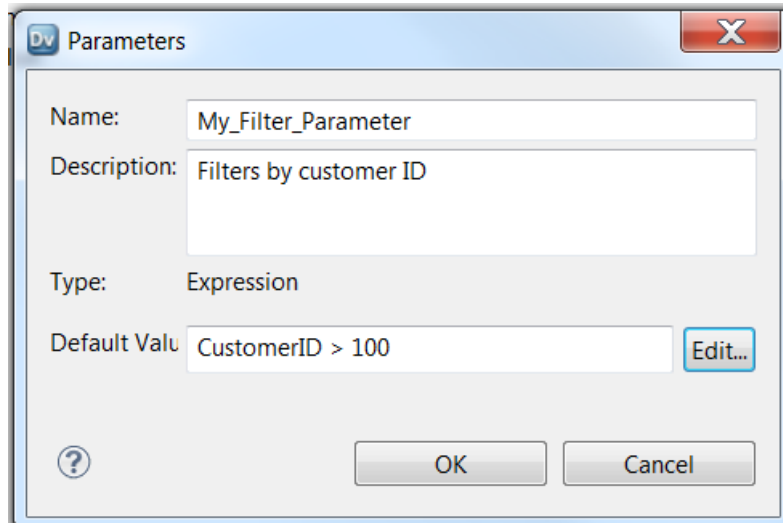 Dv Parameters X
Name: My_Filter_Parameter
Description: Filters by customer ID
Type: Expression
Default Valu CustomerID > 100 Edit...
? OK Cancel